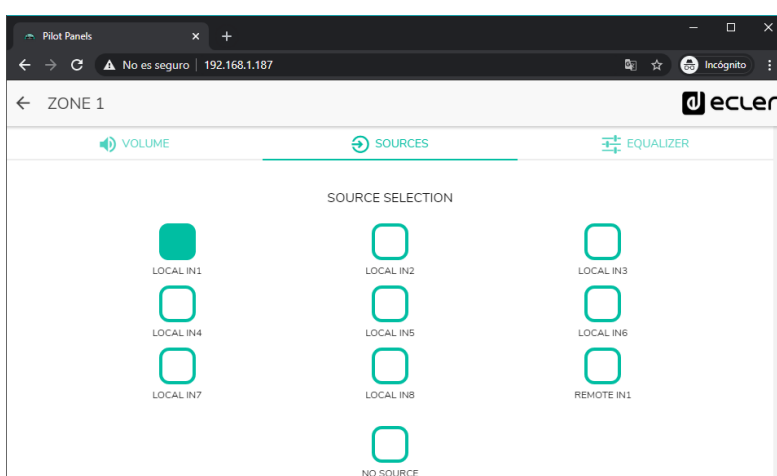 Pilot Panels
No es seguro | 192.168.1.187
Incógnito
ZONE 1
ecler
VOLUME
SOURCES
EQUALIZER
SOURCE SELECTION
LOCAL IN1
LOCAL IN2
LOCAL IN3
LOCAL IN4
LOCAL IN5
LOCAL IN6
LOCAL IN7
LOCAL IN8
REMOTE IN1
NO SOURCE